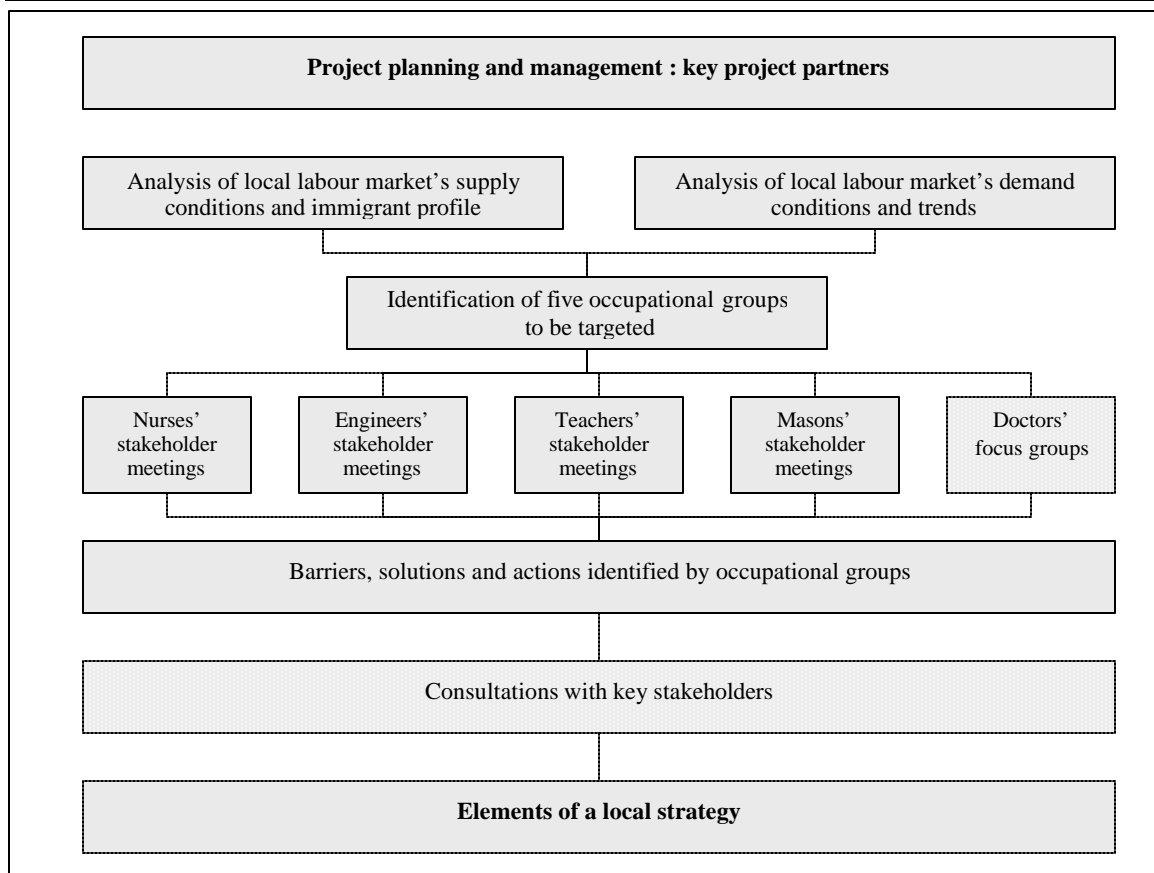 Project planning and management : key project partners
Analysis of local labour market's supply
conditions and immigrant profile
Analysis of local labour market's demand
conditions and trends
Identification of five occupational groups
to be targeted
Nurses'
stakeholder
meetings
Engineers'
stakeholder
meetings
Teachers'
stakeholder
meetings
Masons'
stakeholder
meetings
Doctors'
focus groups
Barriers, solutions and actions identified by occupational groups
Consultations with key stakeholders
Elements of a local strategy